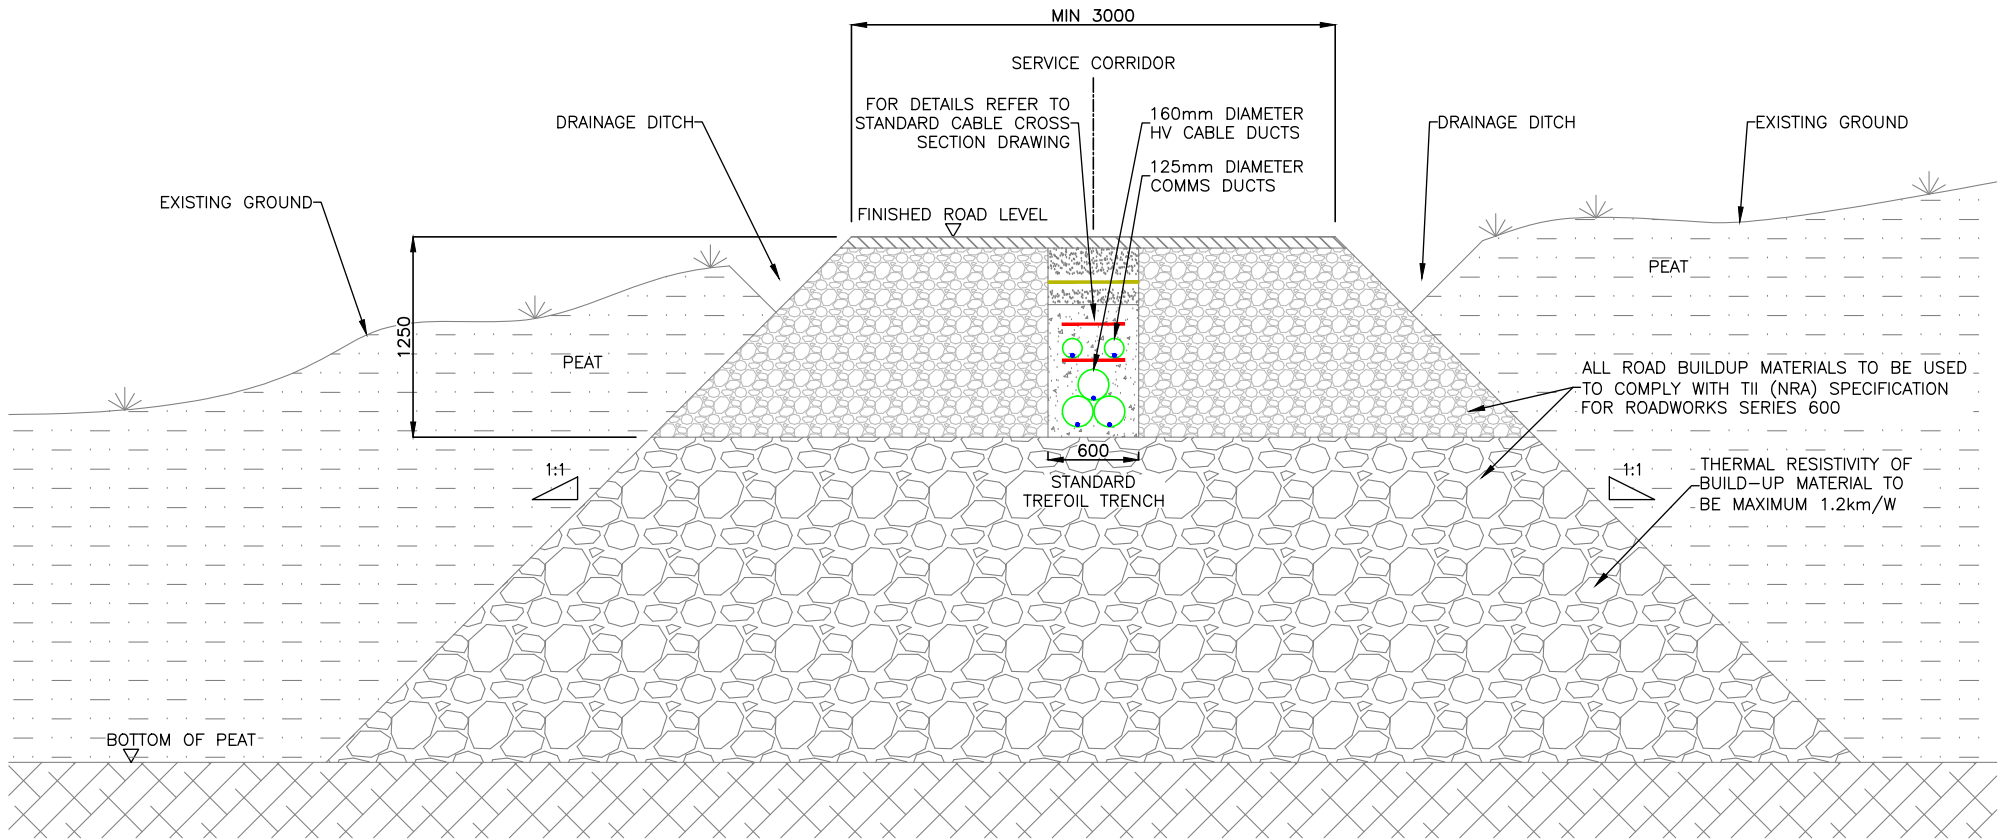 MIN 3000
SERVICE CORRIDOR
FOR DETAILS REFER TO
STANDARD CABLE CROSS
SECTION DRAWING
160mm DIAMETER
HV CABLE DUCTS
125mm DIAMETER
COMMS DUCTS
DRAINAGE DITCH
DRAINAGE DITCH
EXISTING GROUND
EXISTING GROUND
FINISHED ROAD LEVEL
PEAT
1250
PEAT
ALL ROAD BUILDUP MATERIALS TO BE USED
TO COMPLY WITH TII (NRA) SPECIFICATION
FOR ROADWORKS SERIES 600
600
STANDARD
TREFOIL TRENCH
1:1
1:1
THERMAL RESISTIVITY OF
BUILD-UP MATERIAL TO
BE MAXIMUM 1.2km/W
BOTTOM OF PEAT